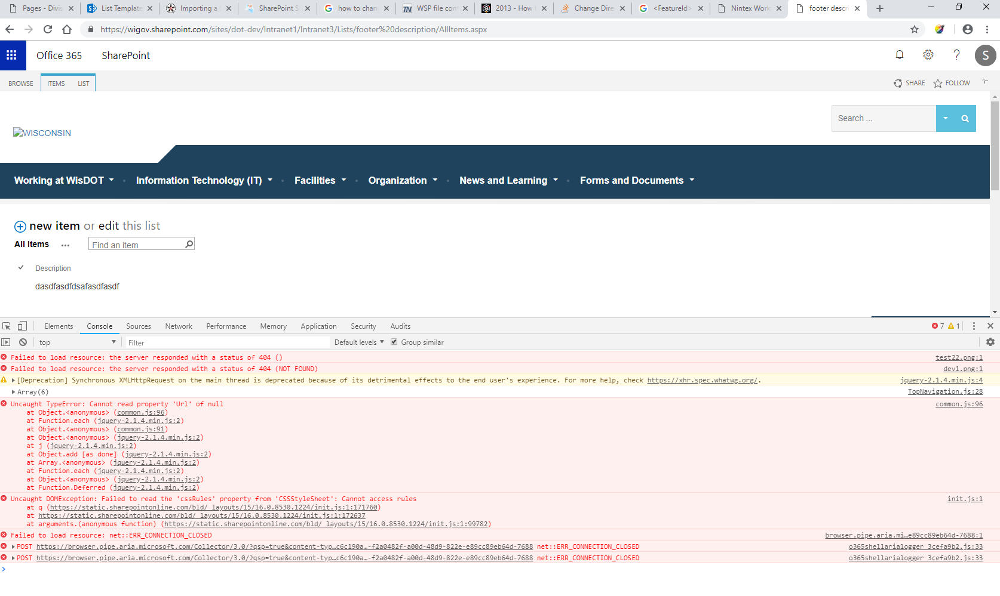 Pages - Divis
List Template
Importing a
SharePoint S
how to chan
WSP file con
2013 - How
Change Dire
<FeatureId>
Nintex Work
footer descri
https://wigov.sharepoint.com/sites/dot-dev/Intranet1/Intranet3/Lists/footer%20description/AllItems.aspx
Office 365 SharePoint ? S
BROWSE ITEMS LIST SHARE FOLLOW
Search ...
WISCONSIN
Working at WisDOT Information Technology (IT) Facilities Organization News and Learning Forms and Documents
new item or edit this list
All Items ... Find an item
Description
dasdfasdfdsafasdfasdf
Elements Console Sources Network Performance Memory Application Security Audits 7 1
top Filter Default levels Group similar
Failed to load resource: the server responded with a status of 404 () test22.png:1
Failed to load resource: the server responded with a status of 404 (NOT FOUND) dev1.png:1
[Deprecation] Synchronous XMLHttpRequest on the main thread is deprecated because of its detrimental effects to the end user's experience. For more help, check https://xhr.spec.whatwg.org/. jquery-2.1.4.min.js:4
Array(6) TopNavigation.js:28
Uncaught TypeError: Cannot read property 'Url' of null common.js:96
at Object.<anonymous> (common.js:96)
at Function.each (jquery-2.1.4.min.js:2)
at Object.<anonymous> (common.js:91)
at Object.<anonymous> (jquery-2.1.4.min.js:2)
at j (jquery-2.1.4.min.js:2)
at Object.add [as done] (jquery-2.1.4.min.js:2)
at Array.<anonymous> (jquery-2.1.4.min.js:2)
at Function.each (jquery-2.1.4.min.js:2)
at Object.<anonymous> (jquery-2.1.4.min.js:2)
at Function.Deferred (jquery-2.1.4.min.js:2)
Uncaught DOMException: Failed to read the 'cssRules' property from 'CSSStyleSheet': Cannot access rules init.js:1
at q (https://static.sharepointonline.com/bld/_layouts/15/16.0.8530.1224/init.js:1:171760)
at https://static.sharepointonline.com/bld/_layouts/15/16.0.8530.1224/init.js:1:172637
at arguments.(anonymous function) (https://static.sharepointonline.com/bld/_layouts/15/16.0.8530.1224/init.js:1:99782)
Failed to load resource: net::ERR_CONNECTION_CLOSED browser.pipe.aria.mi…e89cc89eb64d-7688:1
POST https://browser.pipe.aria.microsoft.com/Collector/3.0/?qsp=true&content-typ…c6c190a…-f2a0482f-a00d-48d9-822e-e89cc89eb64d-7688 net::ERR_CONNECTION_CLOSED o365shellarialogger_3cefa9b2.js:33
POST https://browser.pipe.aria.microsoft.com/Collector/3.0/?qsp=true&content-typ…c6c190a…-f2a0482f-a00d-48d9-822e-e89cc89eb64d-7688 net::ERR_CONNECTION_CLOSED o365shellarialogger_3cefa9b2.js:33